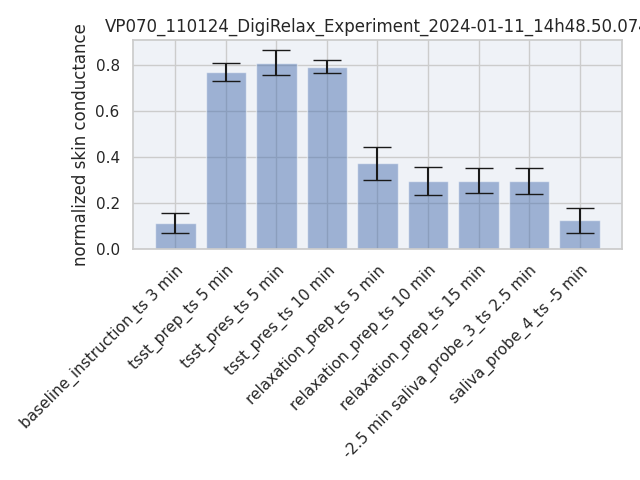 VP070_110124_DigiRelax_Experiment_2024-01-11_14h48.50.074
normalized skin conductance
0.8
0.6
0.4
0.2
0.0
baseline_instruction_ts 3 min
tsst_prep_ts 5 min
tsst_pres_ts 5 min
tsst_pres_ts 10 min
relaxation_prep_ts 5 min
relaxation_prep_ts 10 min
relaxation_prep_ts 15 min
-2.5 min saliva_probe_3_ts 2.5 min
saliva_probe_4_ts -5 min